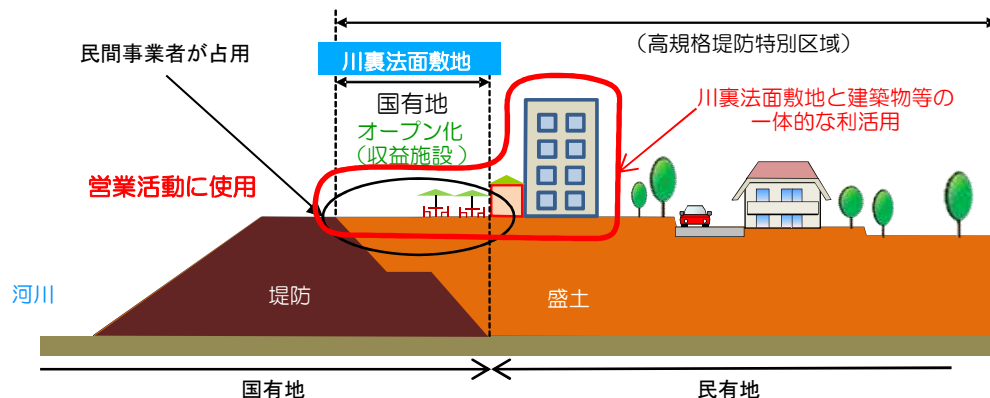 （高規格堤防特別区域）
民間事業者が占用
川裏法面敷地
国有地
オープン化
（収益施設）
川裏法面敷地と建築物等の
一体的な利活用
営業活動に使用
河川
堤防
盛土
国有地
民有地